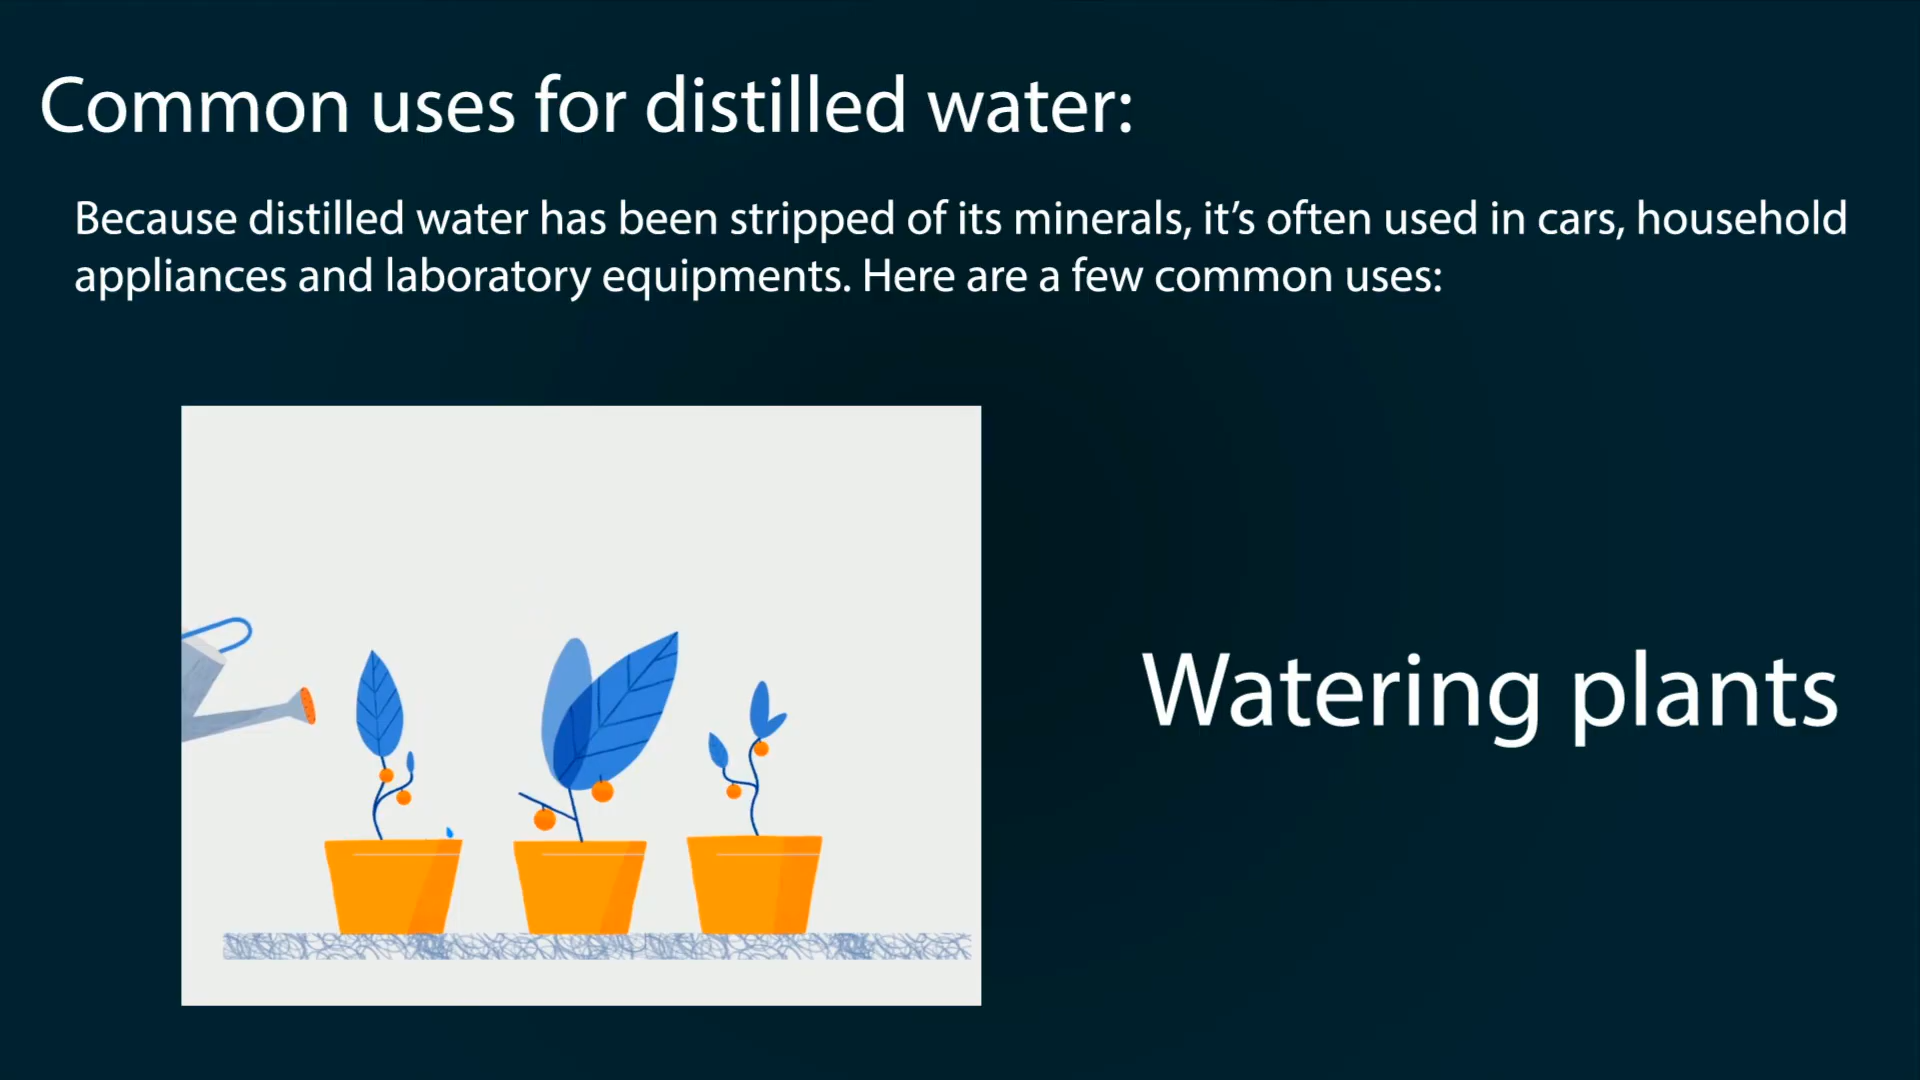 Common uses for distilled water:
Because distilled water has been stripped of its minerals, it’s often used in cars, household
appliances and laboratory equipments. Here are a few common uses:
Watering plants